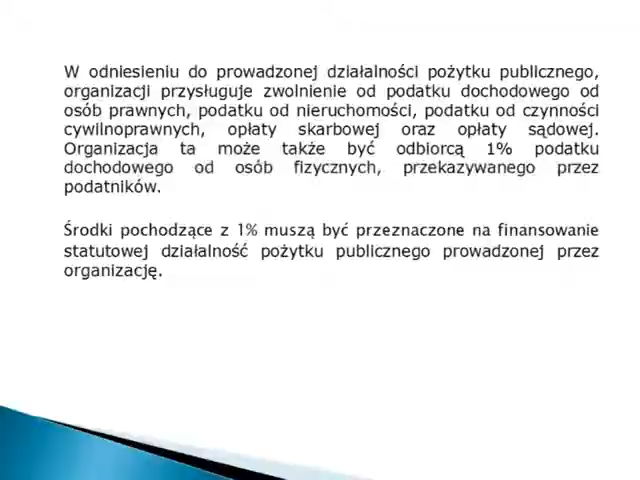 W odniesieniu do prowadzonej działalności pożytku publicznego,
organizacji przysługuje zwolnienie od podatku dochodowego od
osób prawnych, podatku od nieruchomości, podatku od czynności
cywilnoprawnych, opłaty skarbowej oraz opłaty sądowej.
Organizacja ta może także być odbiorcą 1% podatku
dochodowego od osób fizycznych, przekazywanego przez
podatników.
Środki pochodzące z 1% muszą być przeznaczone na finansowanie
statutowej działalność pożytku publicznego prowadzonej przez
organizację.